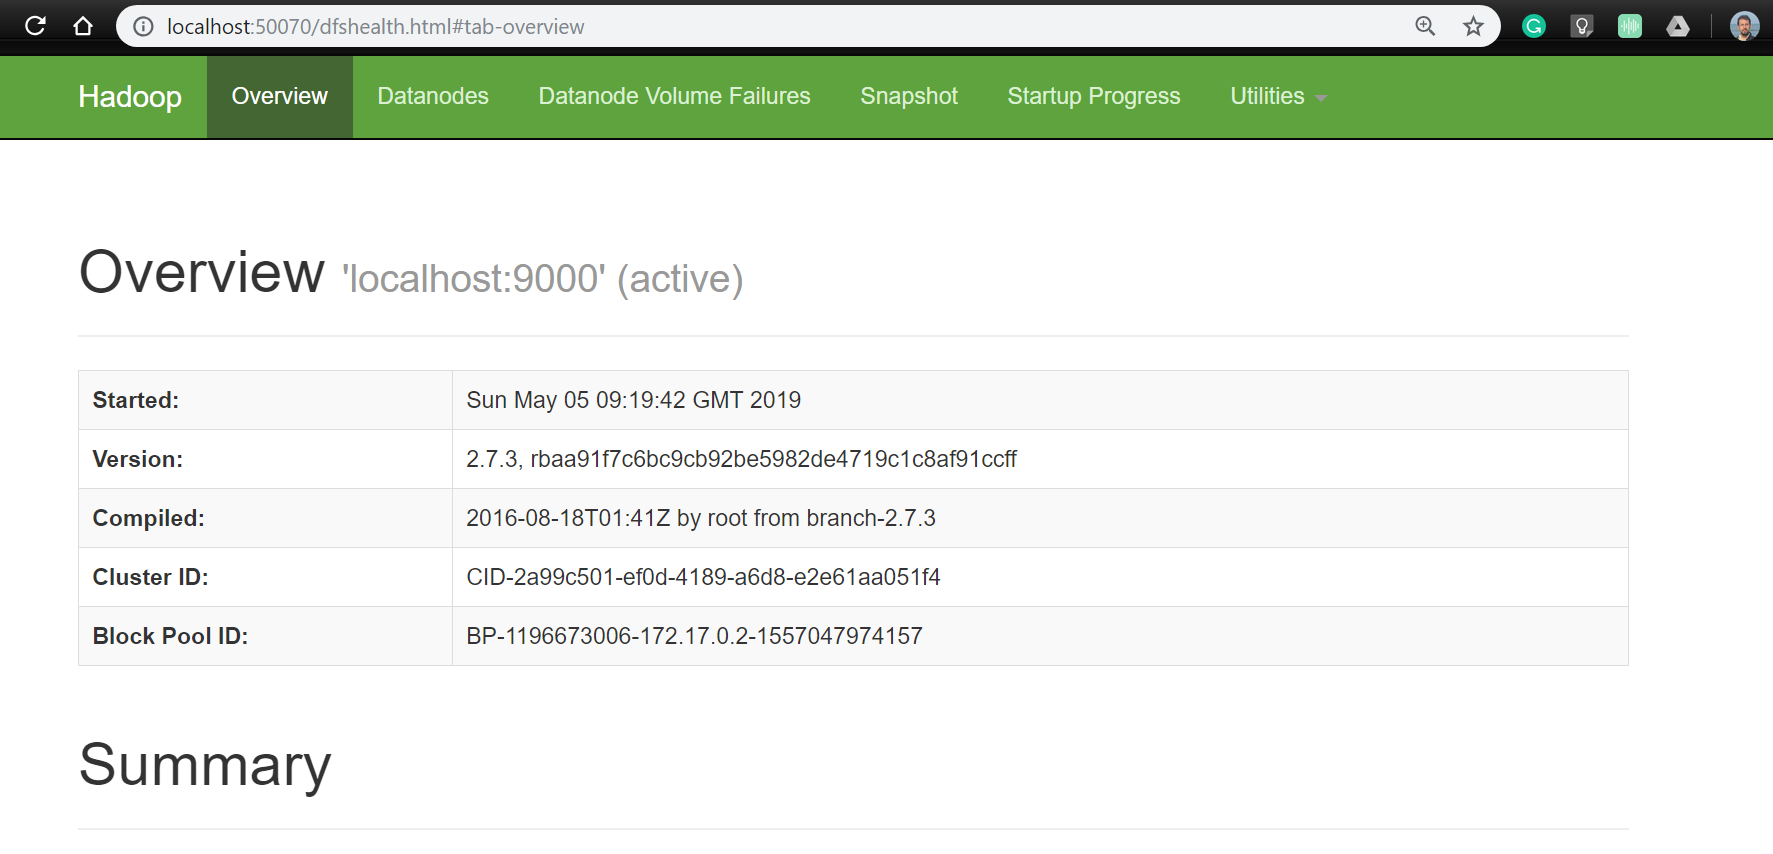 localhost:50070/dfshealth.html#tab-overview
Hadoop Overview Datanodes Datanode Volume Failures Snapshot Startup Progress Utilities
Overview 'localhost:9000' (active)
Started: Sun May 05 09:19:42 GMT 2019
Version: 2.7.3, rbaa91f7c6bc9cb92be5982de4719c1c8af91ccff
Compiled: 2016-08-18T01:41Z by root from branch-2.7.3
Cluster ID: CID-2a99c501-ef0d-4189-a6d8-e2e61aa051f4
Block Pool ID: BP-1196673006-172.17.0.2-1557047974157
Summary